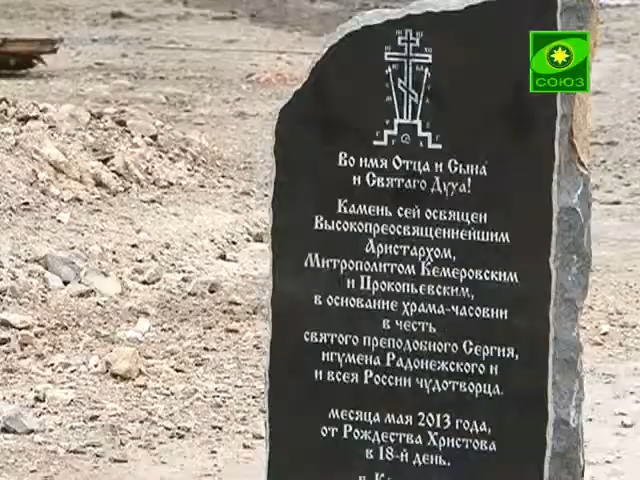 СОЮЗ
Во имя Отца и Сына
и Святаго Духа!
Камень сей освящен
Высокопреосвященнейшим
Аристархом,
Митрополитом Кемеровским
и Прокопьевским,
в основание храма-часовни
в честь
святого преподобного Сергия,
игумена Радонежского и
и всея России чудотворца.
месяца мая 2013 года,
от Рождества Христова
в 18-й день.